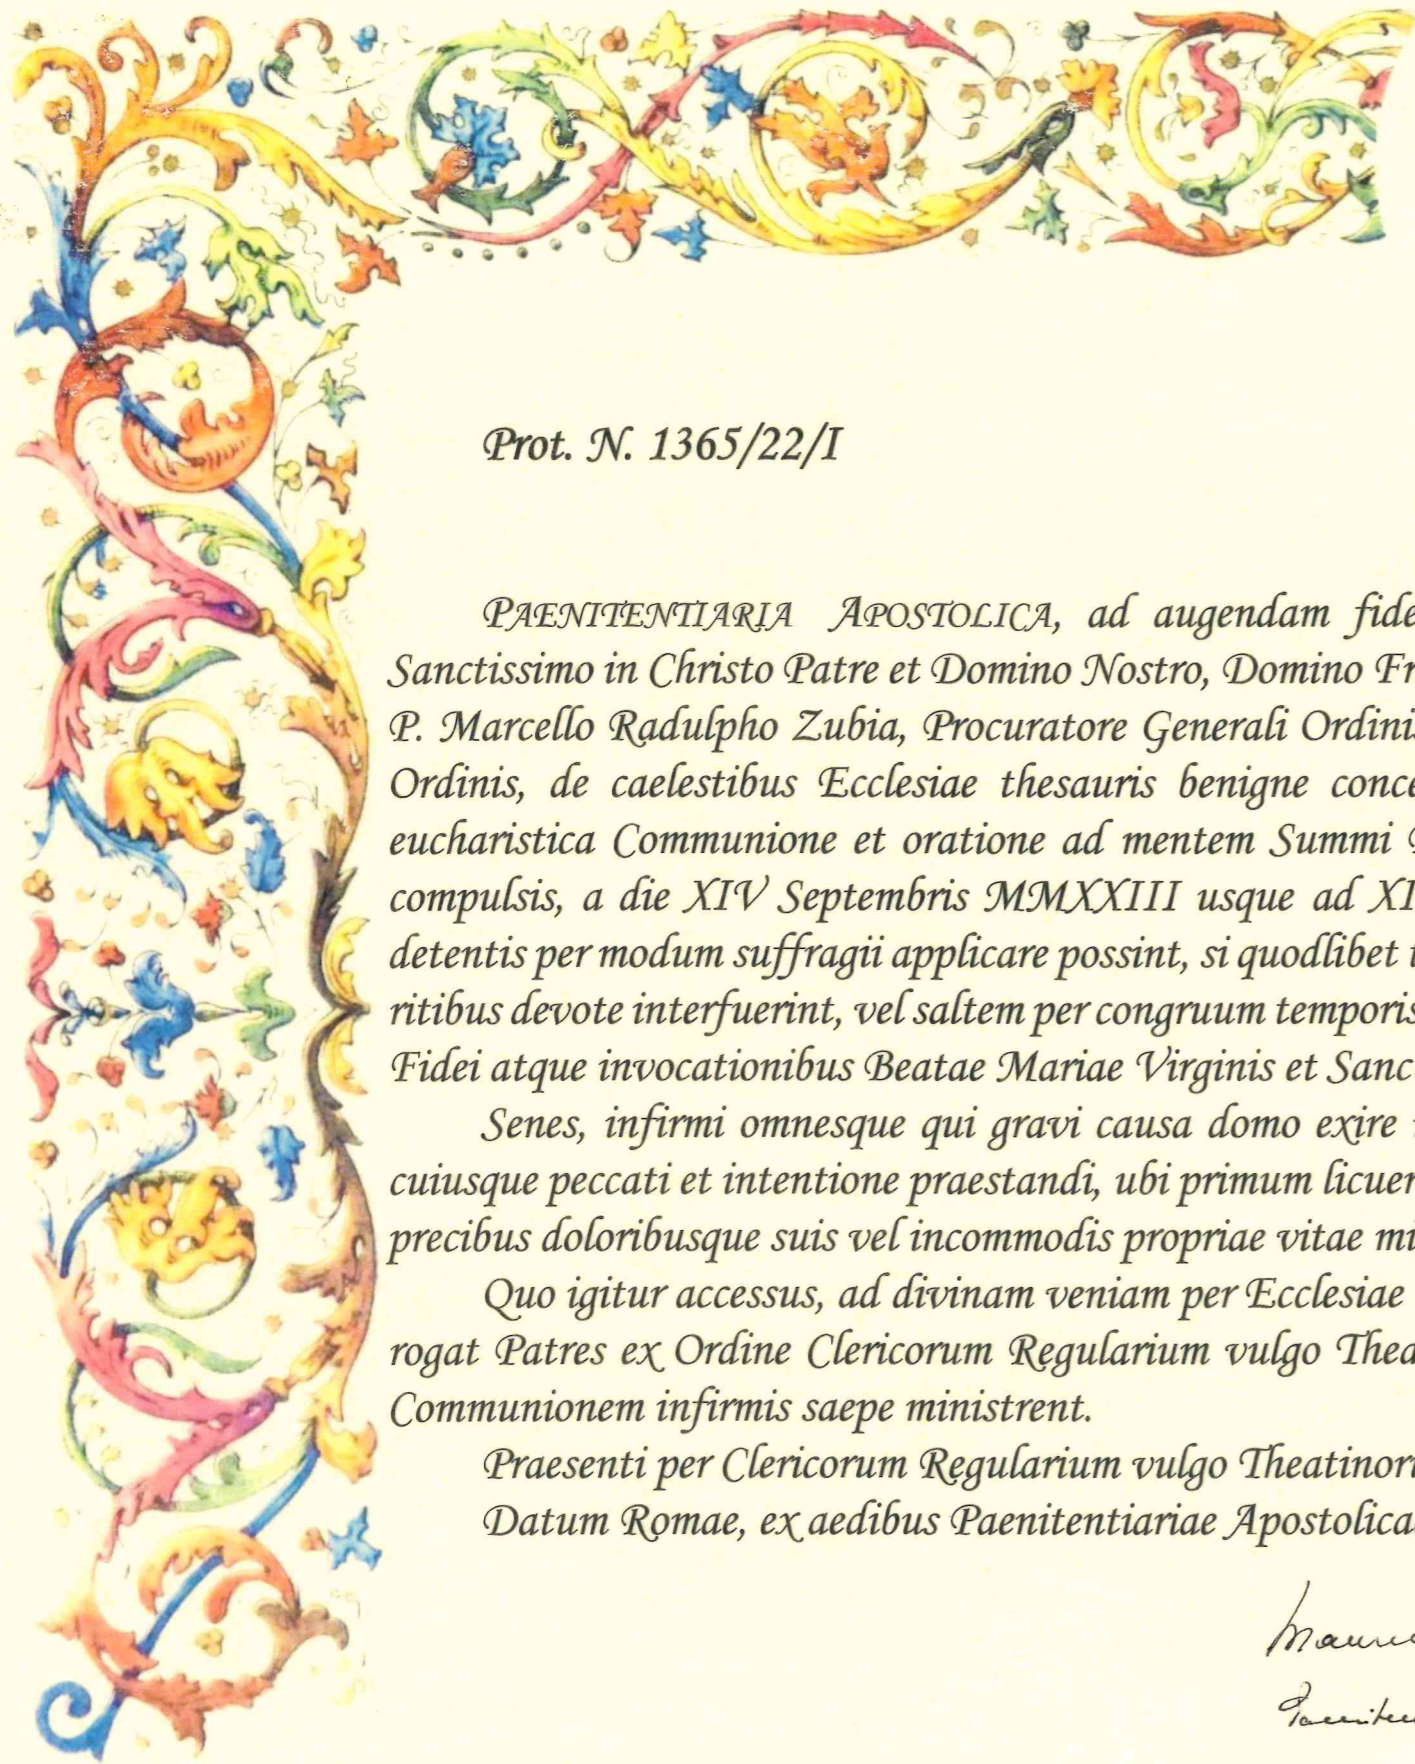 Prot. N. 1365/22/I
PAENITENTIARIA APOSTOLICA, ad augendam fide
Sanctissimo in Christo Patre et Domino Nostro, Domino Fr
P. Marcello Radulpho Zubia, Procuratore Generali Ordinis
Ordinis, de caelestibus Ecclesiae thesauris benigne conce
eucharistica Communione et oratione ad mentem Summi
compulsis, a die XIV Septembris MMXXIII usque ad XI
detentis per modum suffragii applicare possint, si quodlibet
ritibus devote interfuerint, vel saltem per congruum temporis
Fidei atque invocationibus Beatae Mariae Virginis et Sanc
Senes, infirmi omnesque qui gravi causa domo exire
cuiusque peccati et intentione praestandi, ubi primum licuer
precibus doloribusque suis vel incommodis propriae vitae mi
Quo igitur accessus, ad divinam veniam per Ecclesiae
rogat Patres ex Ordine Clericorum Regularium vulgo Thea
Communionem infirmis saepe ministrent.
Praesenti per Clericorum Regularium vulgo Theatinor
Datum Romae, ex aedibus Paenitentiariae Apostolica